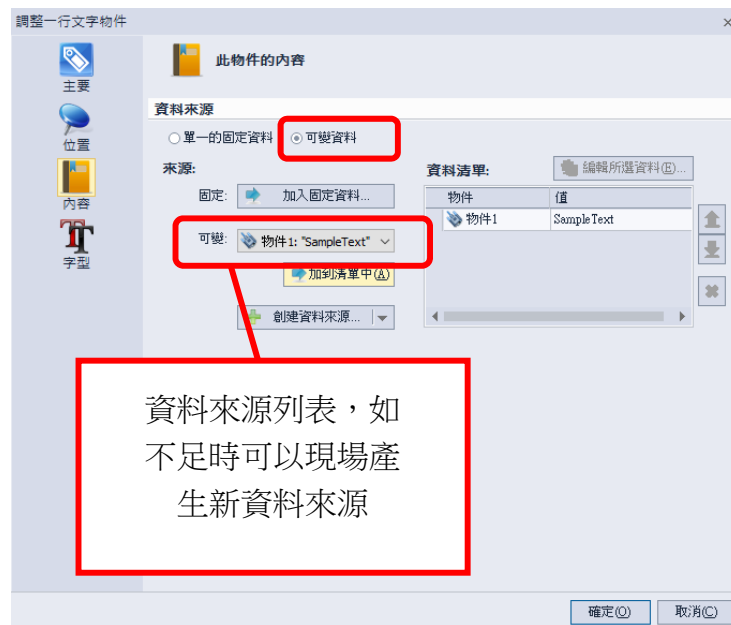 調整一行文字物件
主要
位置
內容
字型
此物件的內容
資料來源
單一的固定資料 可變資料
來源:
固定: 加入固定資料...
可變: 物件1: "SampleText"
加到清單中(A)
創建資料來源...
資料清單:
編輯所選資料(E)...
物件 值
物件1 SampleText
資料來源列表，如
不足時可以現場產
生新資料來源
確定(O) 取消(C)